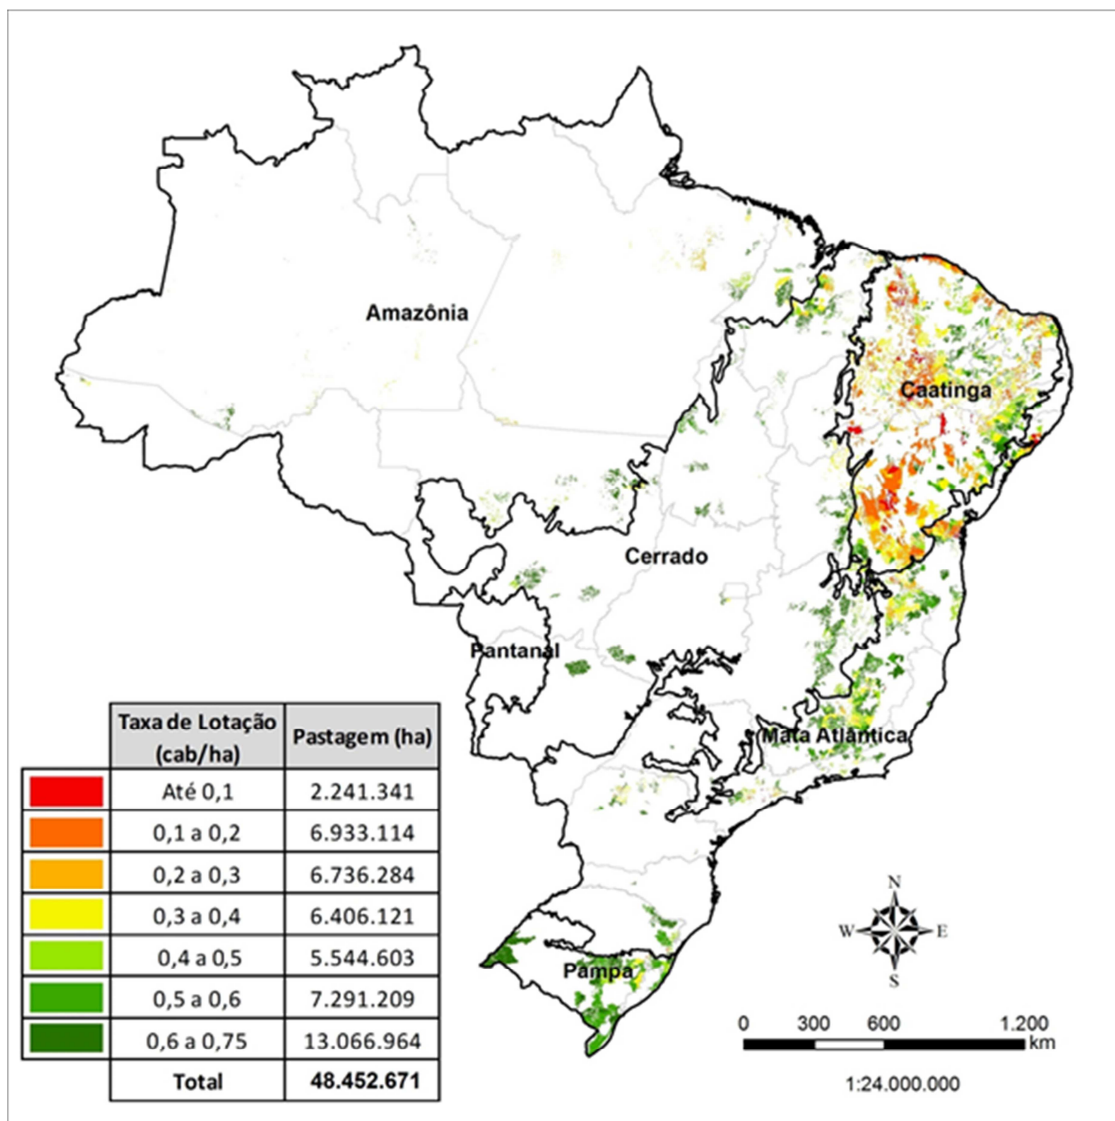 Amazônia
Caatinga
Cerrado
Pantanal
Mata Atlântica
Pampa
Taxa de Lotação (cab/ha) Pastagem (ha)
Até 0,1 2.241.341
0,1 a 0,2 6.933.114
0,2 a 0,3 6.736.284
0,3 a 0,4 6.406.121
0,4 a 0,5 5.544.603
0,5 a 0,6 7.291.209
0,6 a 0,75 13.066.964
Total 48.452.671
N
W E
S
0 300 600 1.200
km
1:24.000.000